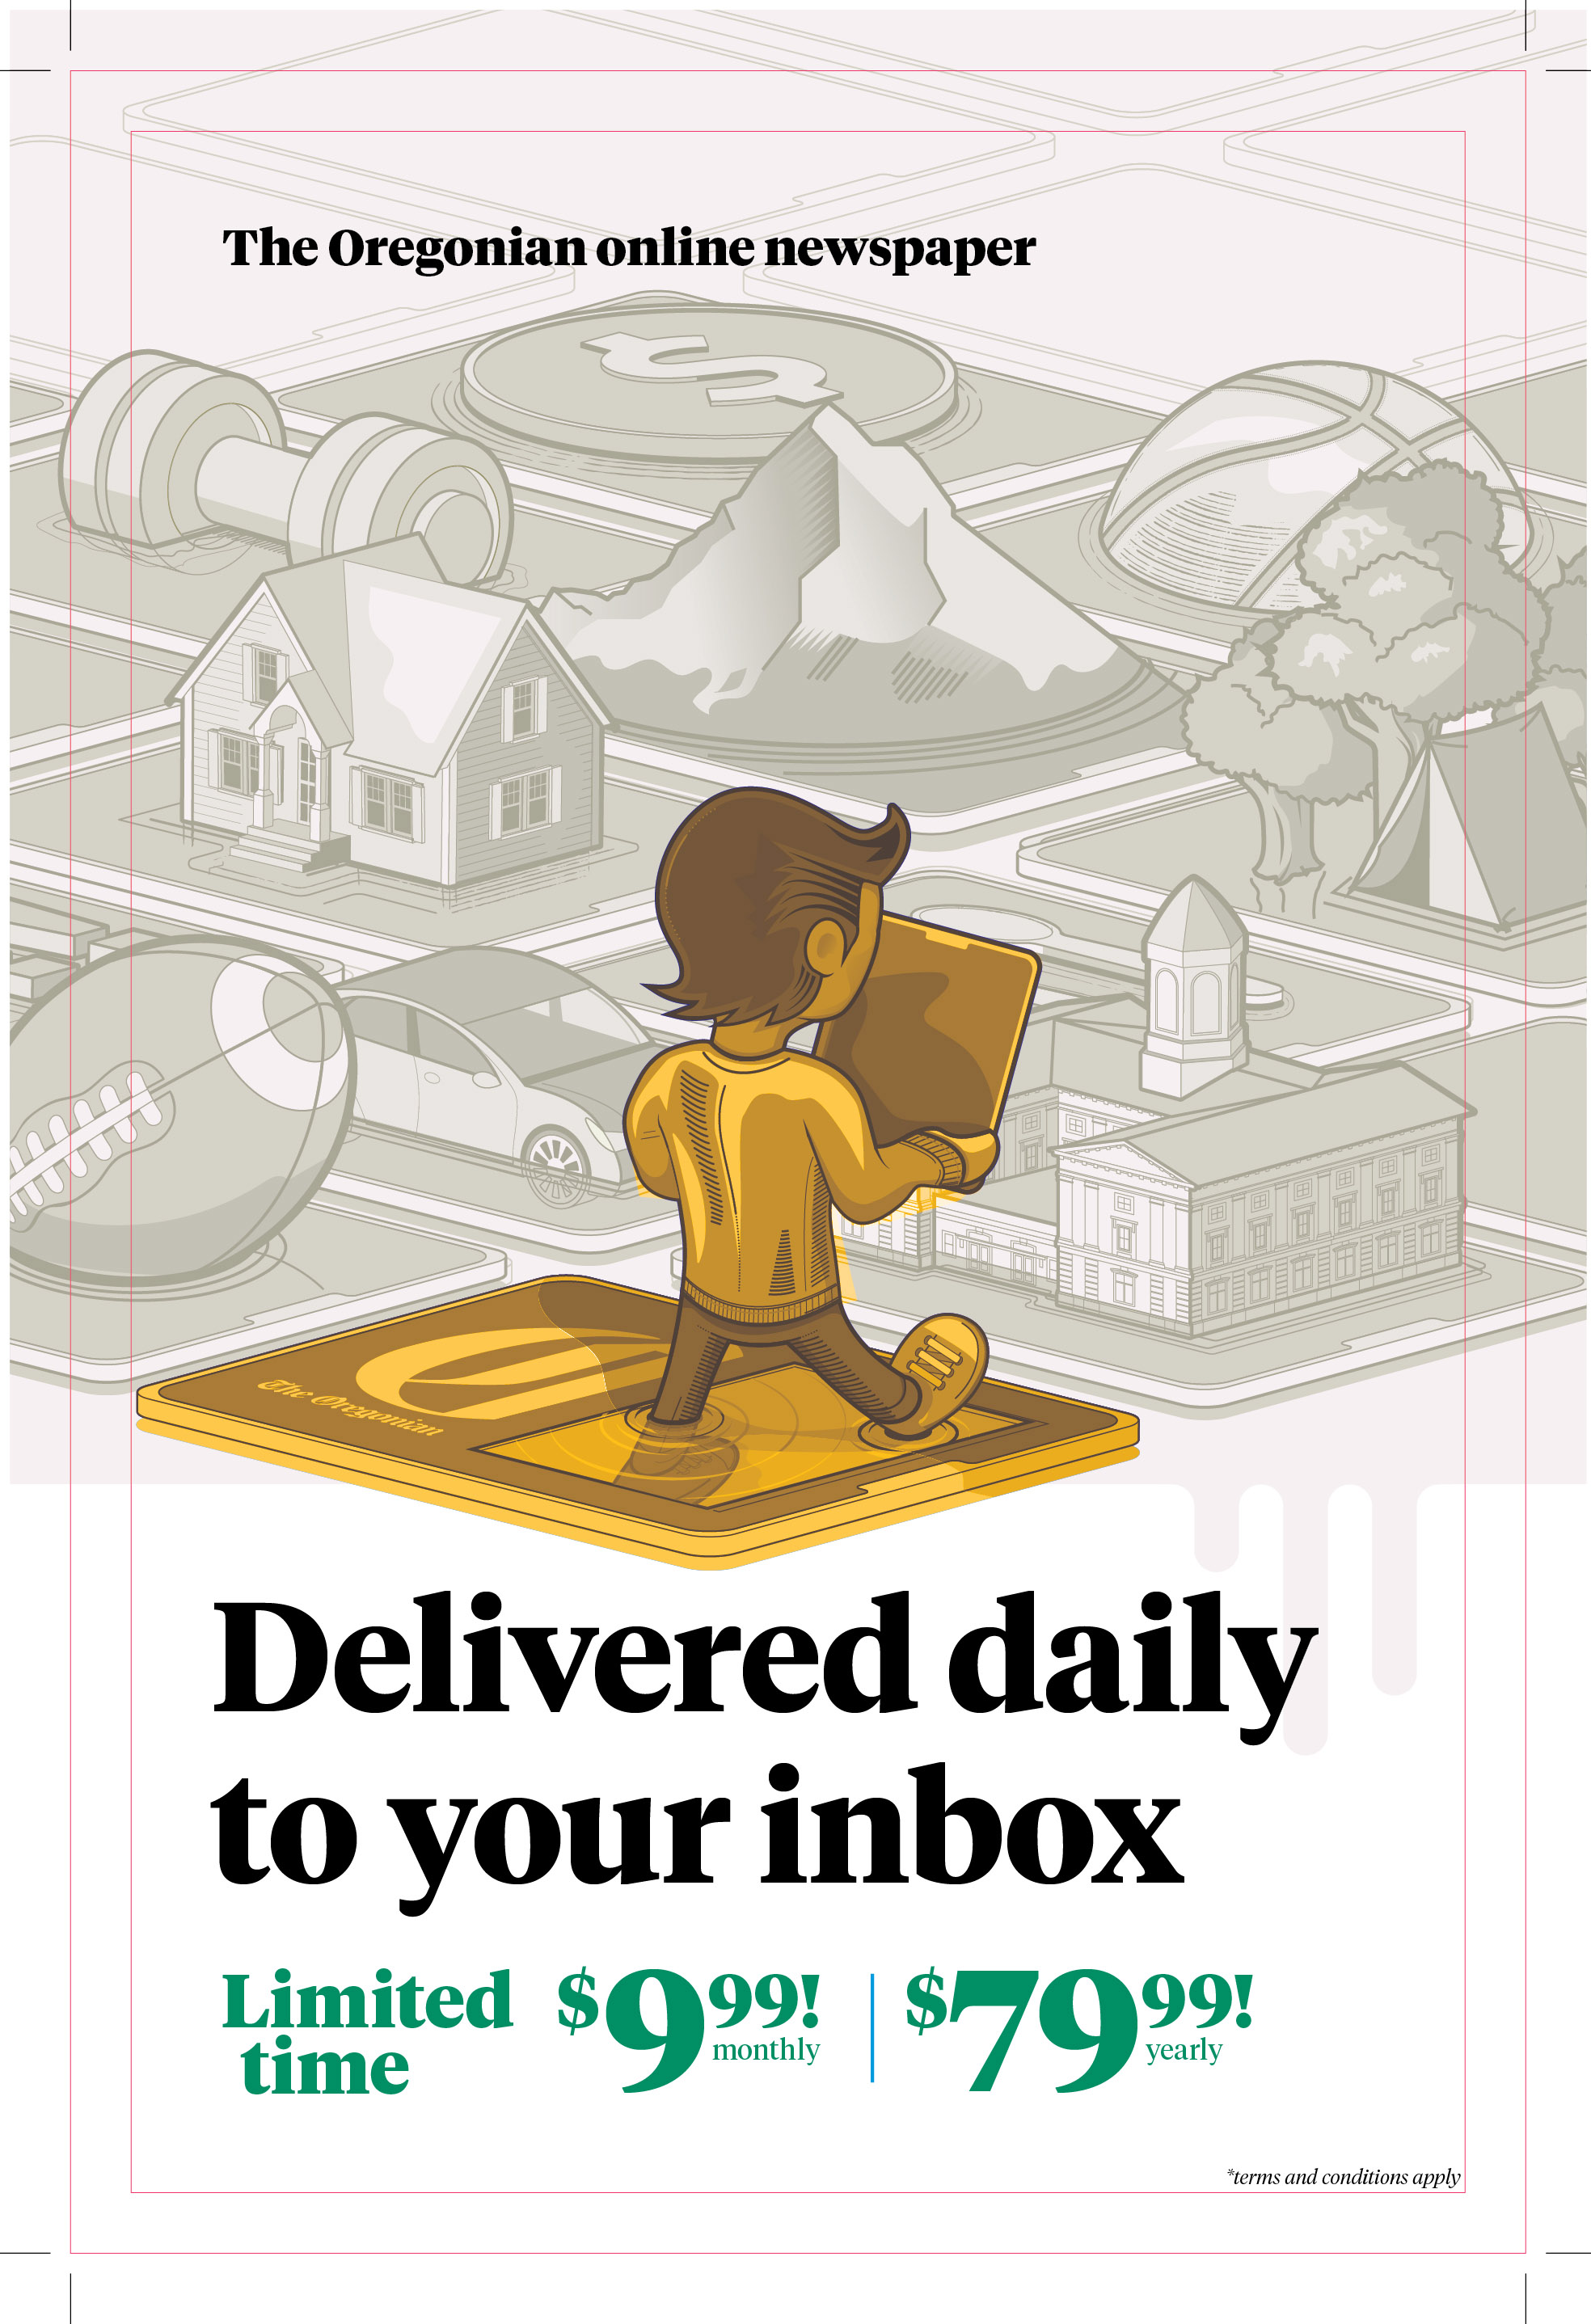 The Oregonian online newspaper
$
The Oregonian
Delivered daily
to your inbox
Limited
time
$9 99!
monthly
$79 99!
yearly
*terms and conditions apply